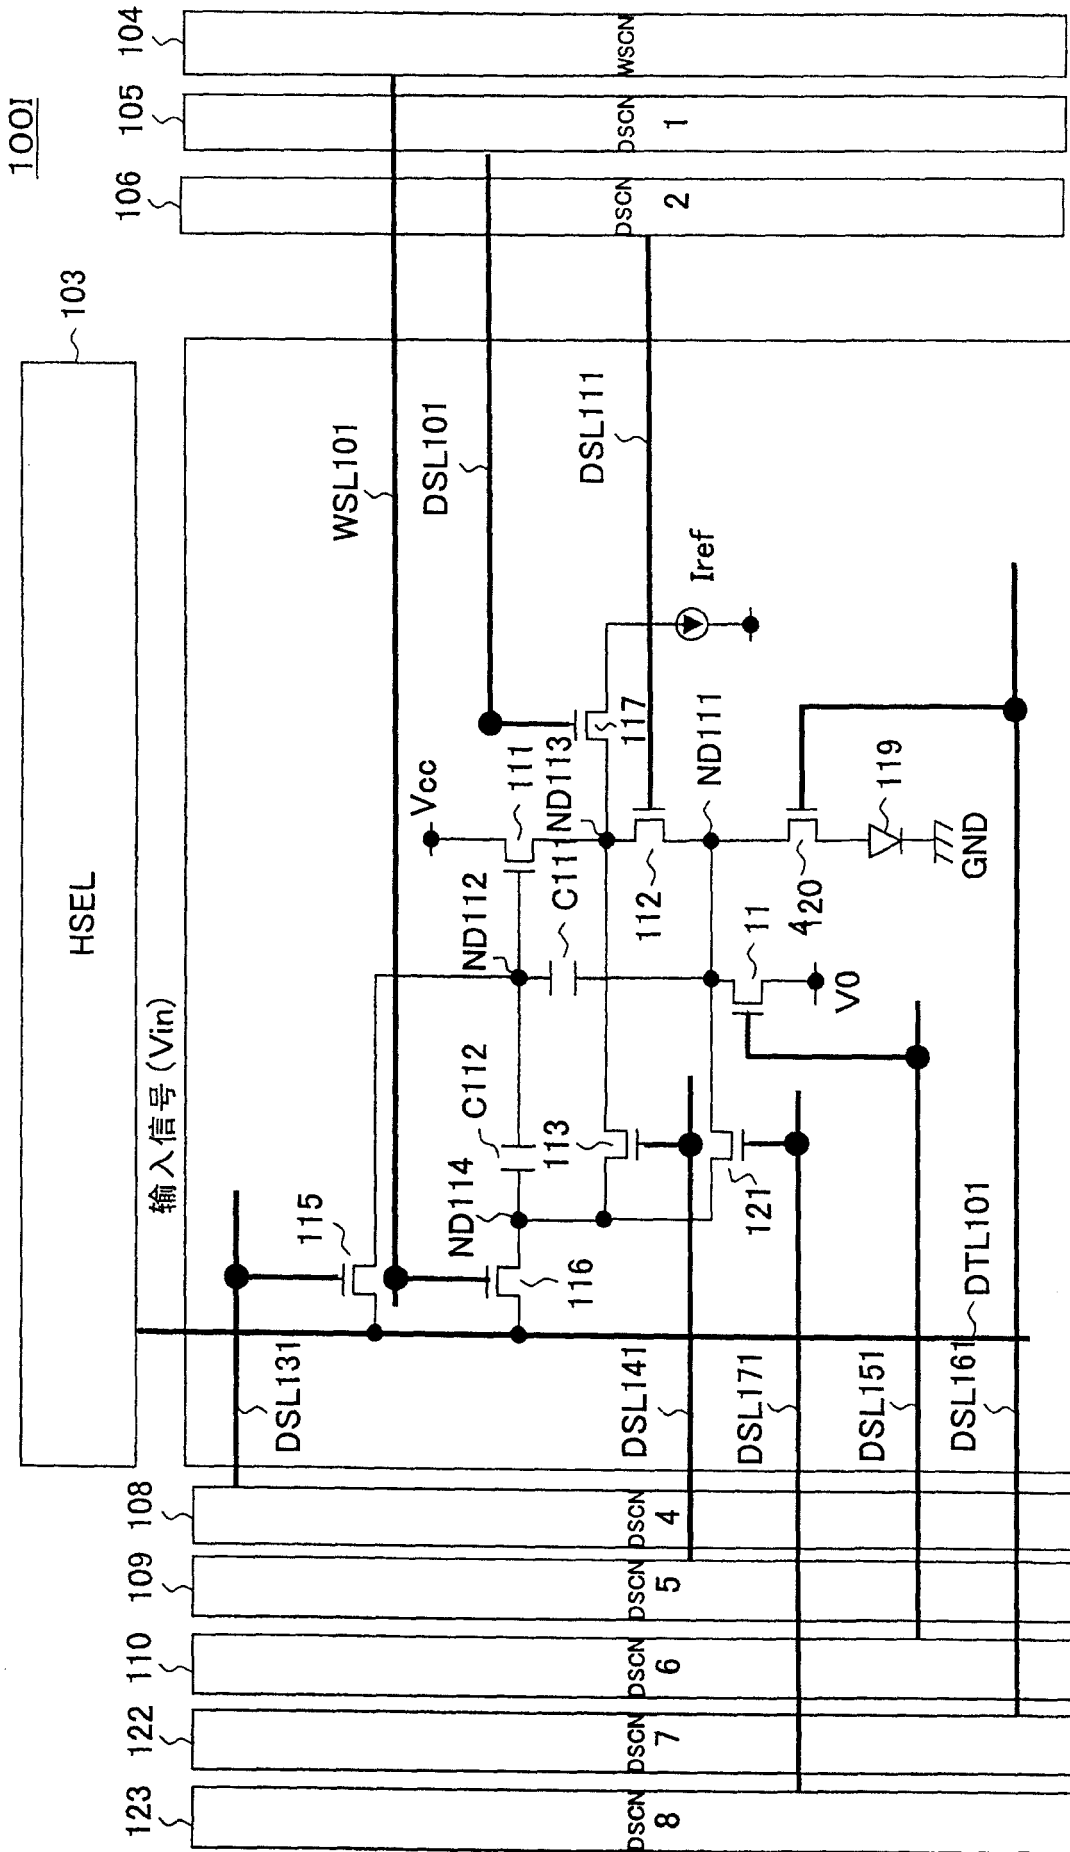 100I
104
WSCN
105
DSCN
1
106
DSCN
2
103
HSEL
输入信号(Vin)
WSL101
DSL101
DSL111
Iref
Vcc
111
ND113
117
ND111
119
GND
ND112
C111
112
11
4
120
V0
C112
113
ND114
115
116
121
DTL101
DSL131
DSL141
DSL171
DSL151
DSL161
108
DSCN
4
109
DSCN
5
110
DSCN
6
122
DSCN
7
123
DSCN
8